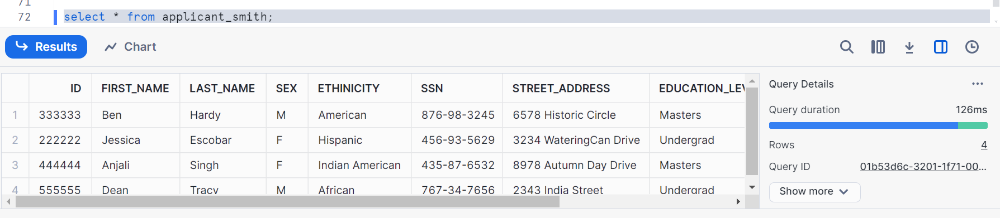 71
72 select * from applicant_smith;
Results Chart
ID FIRST_NAME LAST_NAME SEX ETHINICITY SSN STREET_ADDRESS EDUCATION_LEV
1 333333 Ben Hardy M American 876-98-3245 6578 Historic Circle Masters
2 222222 Jessica Escobar F Hispanic 456-93-5629 3234 WateringCan Drive Undergrad
3 444444 Anjali Singh F Indian American 435-87-6532 8978 Autumn Day Drive Masters
4 555555 Dean Tracy M African 767-34-7656 2343 India Street Undergrad
Query Details
Query duration 126ms
Rows 4
Query ID 01b53d6c-3201-1f71-00...
Show more